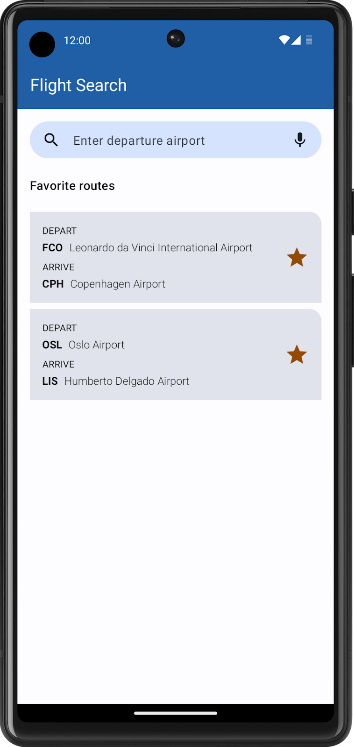 12:00
Flight Search
Enter departure airport
Favorite routes
DEPART
FCO Leonardo da Vinci International Airport
ARRIVE
CPH Copenhagen Airport
DEPART
OSL Oslo Airport
ARRIVE
LIS Humberto Delgado Airport